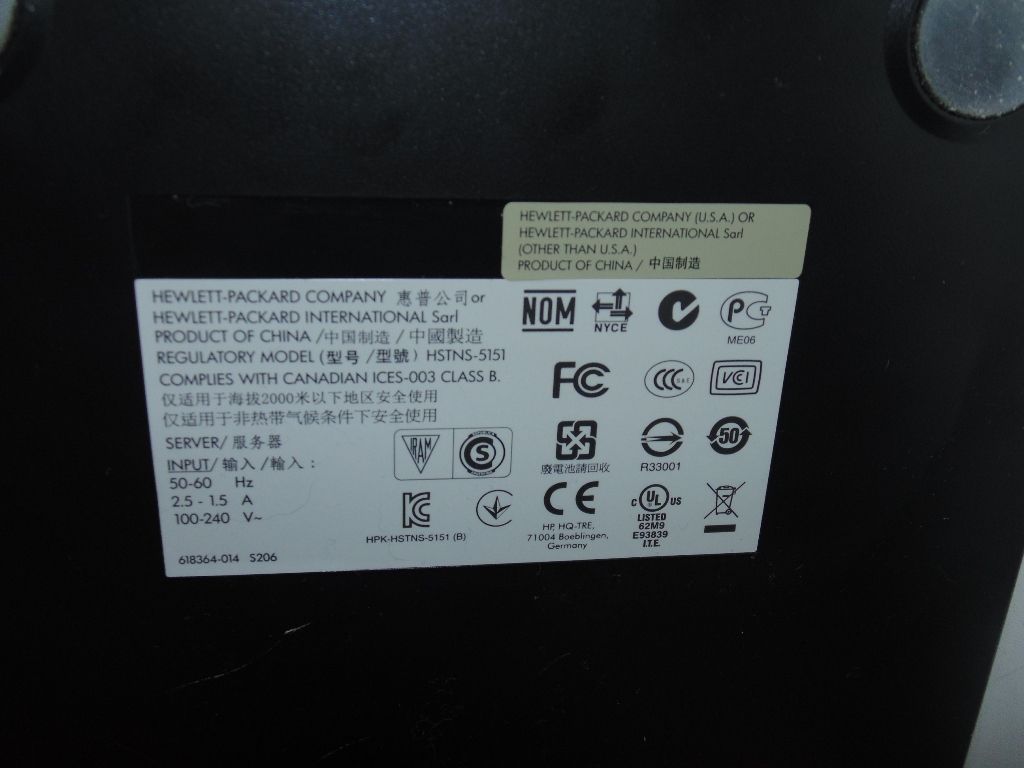 HEWLETT-PACKARD COMPANY (U.S.A.) OR
HEWLETT-PACKARD INTERNATIONAL Sarl
(OTHER THAN U.S.A.)
PRODUCT OF CHINA / 中国制造
HEWLETT-PACKARD COMPANY 惠普公司or
HEWLETT-PACKARD INTERNATIONAL Sarl
PRODUCT OF CHINA /中国制造 / 中國製造
REGULATORY MODEL (型号 /型號) HSTNS-5151
COMPLIES WITH CANADIAN ICES-003 CLASS B.
仅适用于海拔2000米以下地区安全使用
仅适用于非热带气候条件下安全使用
SERVER/ 服务器
INPUT/ 输入 /輸入 :
50-60 Hz
2.5 - 1.5 A
100-240 V~
618364-014 S206
NOM
NYCE
PC
ME06
FC
CCC
S&E
VCI
IRAM
S
廢電池請回收
R33001
50
KC
HPK-HSTNS-5151 (B)
CE
HP, HQ-TRE,
71004 Boeblingen,
Germany
C UL US
LISTED
62M9
E93839
I.T.E.